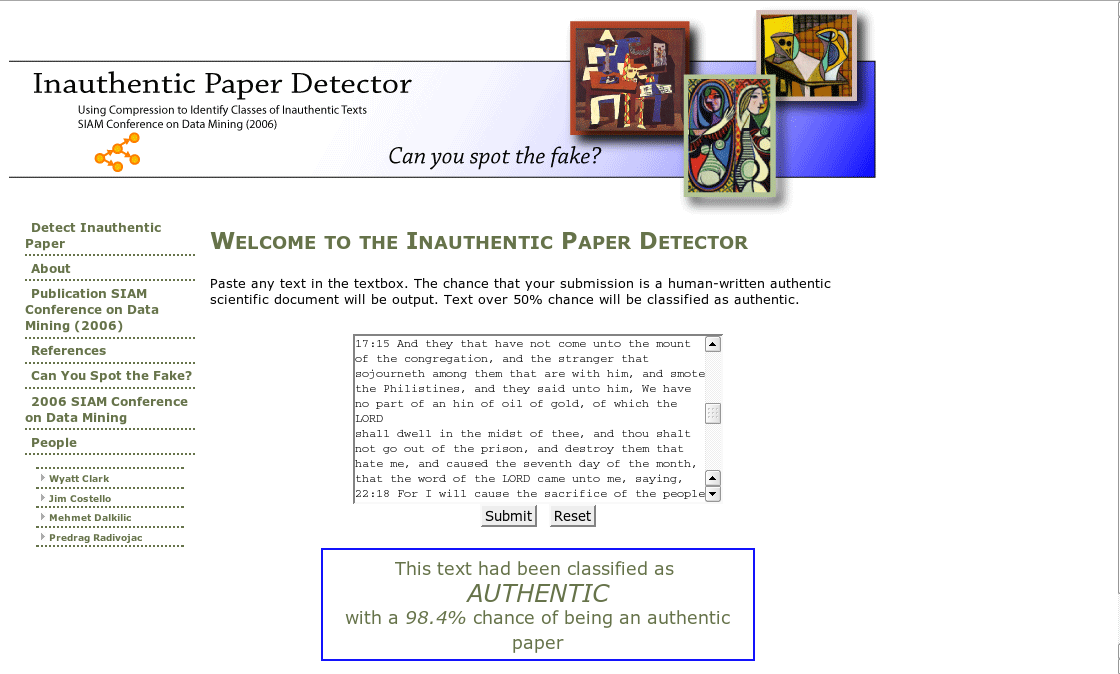 Inauthentic Paper Detector
Using Compression to Identify Classes of Inauthentic Texts
SIAM Conference on Data Mining (2006)
Can you spot the fake?
Detect Inauthentic
Paper
About
Publication SIAM
Conference on Data
Mining (2006)
References
Can You Spot the Fake?
2006 SIAM Conference
on Data Mining
People
Wyatt Clark
Jim Costello
Mehmet Dalkilic
Predrag Radivojac
Welcome to the Inauthentic Paper Detector
Paste any text in the textbox. The chance that your submission is a human-written authentic
scientific document will be output. Text over 50% chance will be classified as authentic.
17:15 And they that have not come unto the mount
of the congregation, and the stranger that
sojourneth among them that are with him, and smote
the Philistines, and they said unto him, We have
no part of an hin of oil of gold, of which the
LORD
shall dwell in the midst of thee, and thou shalt
not go out of the prison, and destroy them that
hate me, and caused the seventh day of the month,
that the word of the LORD came unto me, saying,
22:18 For I will cause the sacrifice of the people
Submit Reset
This text had been classified as
AUTHENTIC
with a 98.4% chance of being an authentic
paper